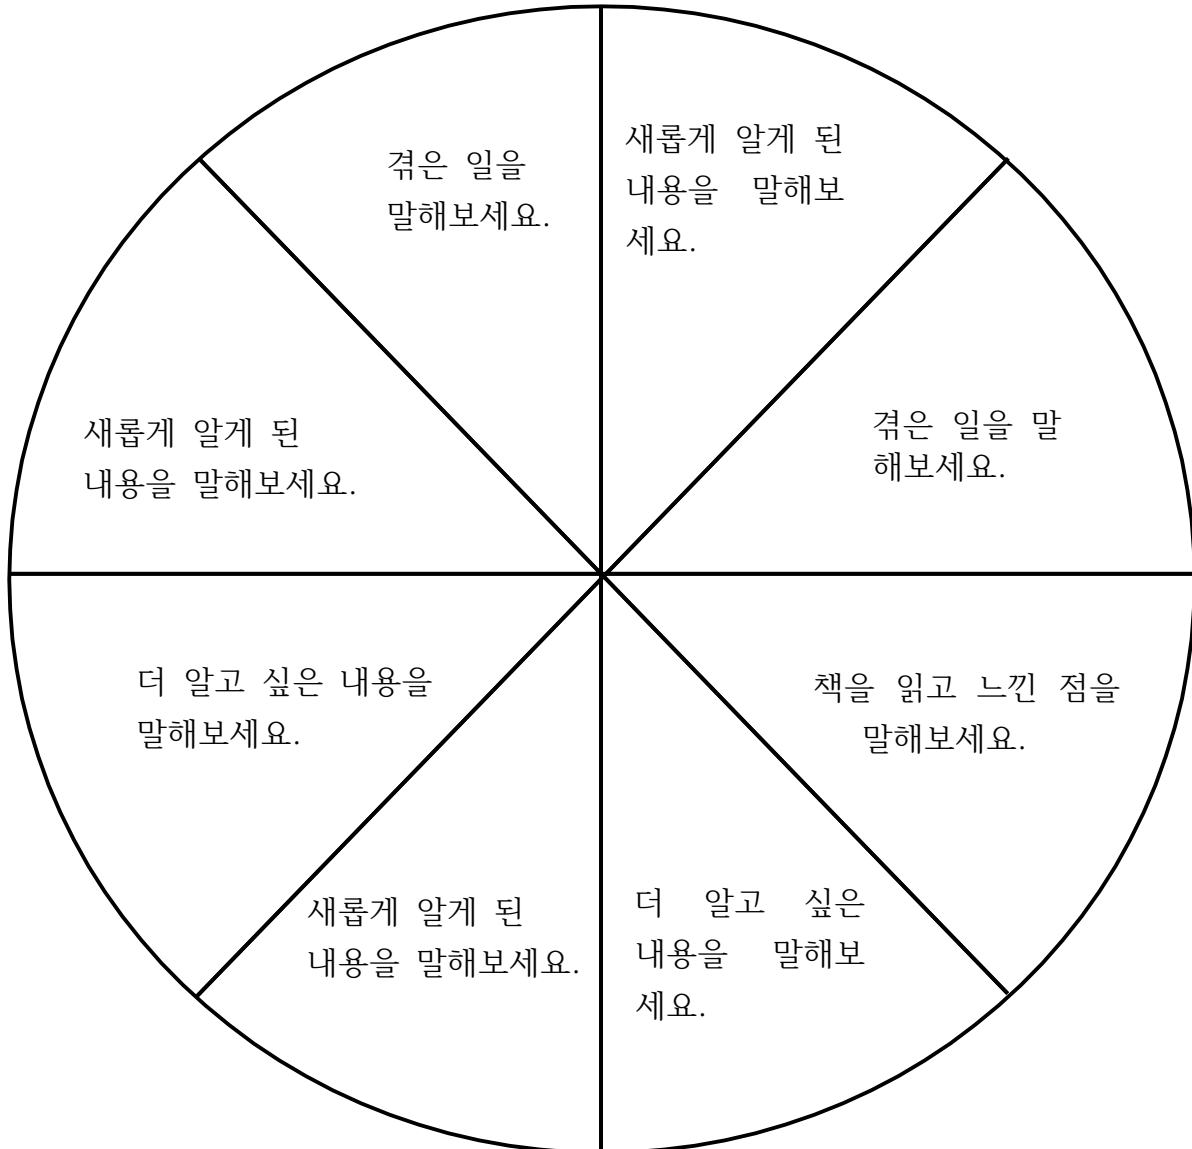 겪은 일을
말해보세요.
새롭게 알게 된
내용을 말해보
세요.
새롭게 알게 된
내용을 말해보세요.
겪은 일을 말
해보세요.
더 알고 싶은 내용을
말해보세요.
책을 읽고 느낀 점을
말해보세요.
새롭게 알게 된
내용을 말해보세요.
더 알고 싶은
내용을 말해보
세요.